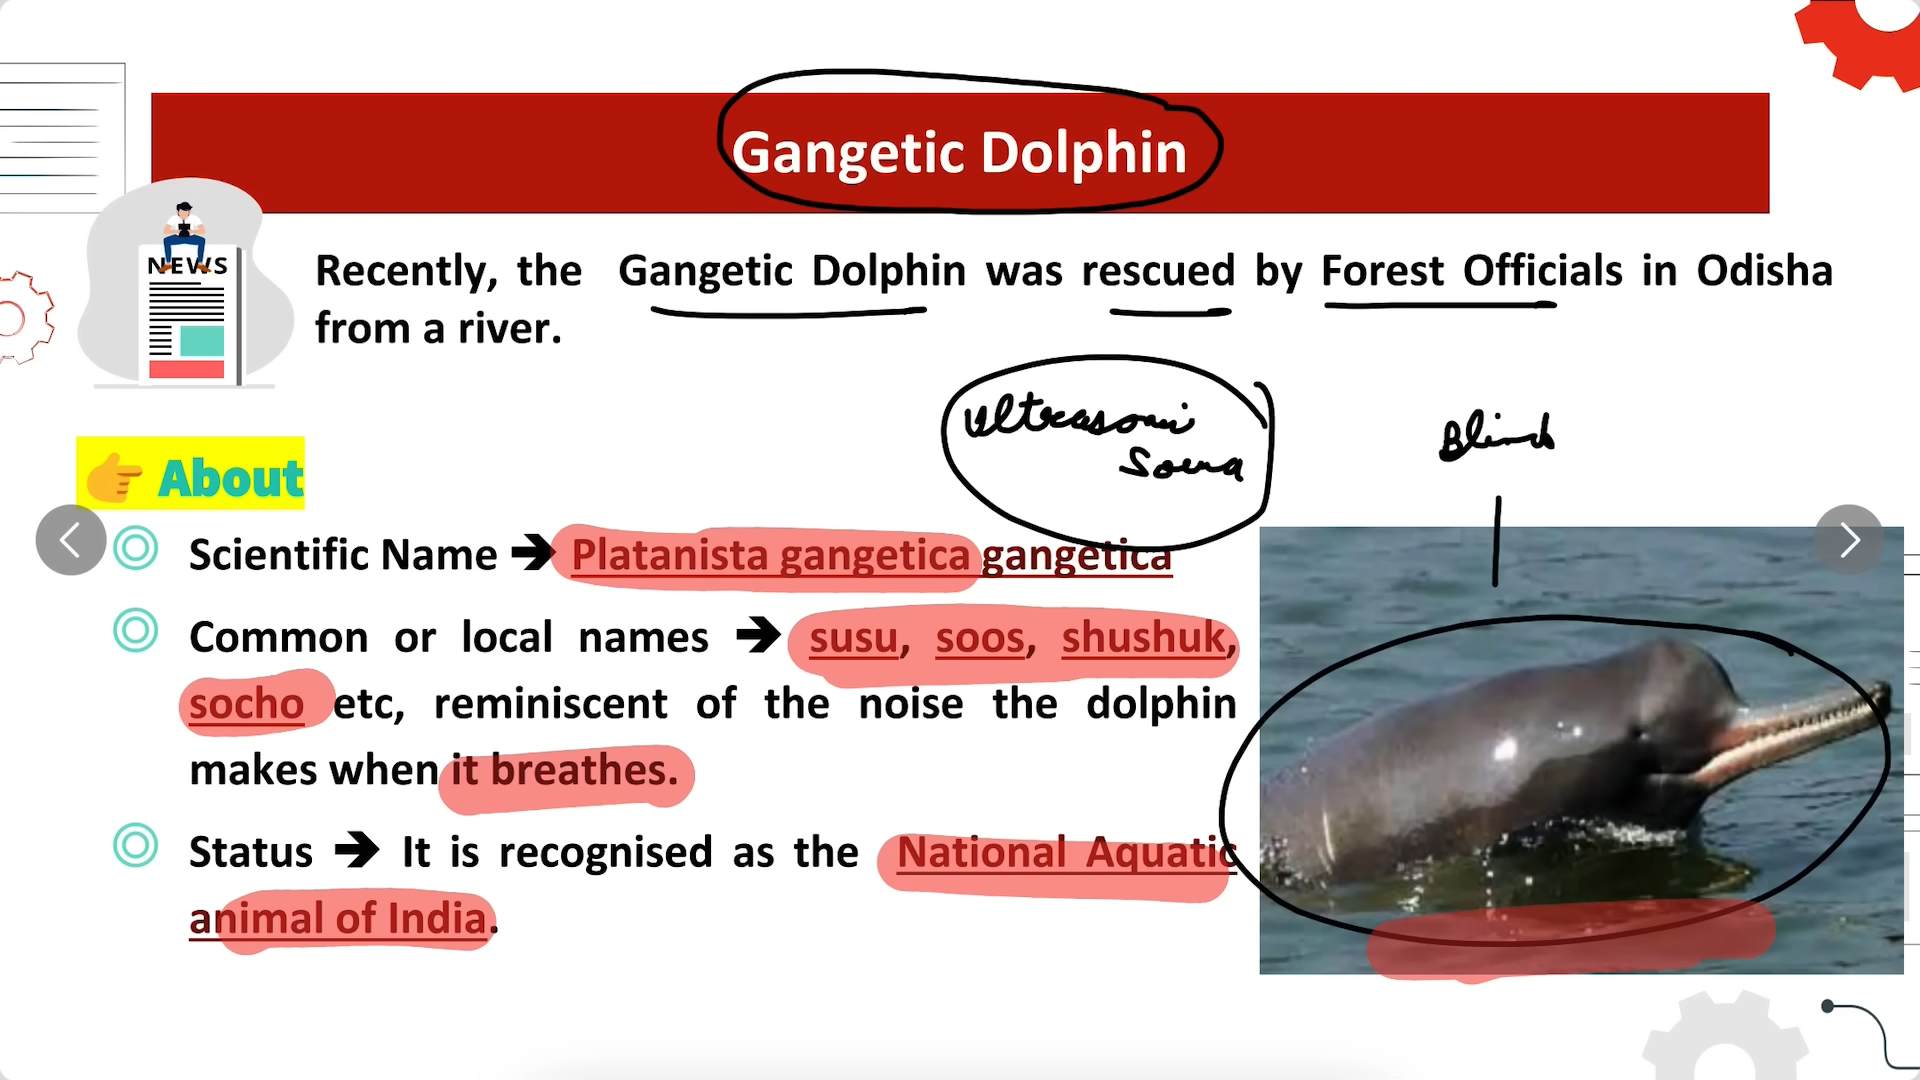 Gangetic Dolphin
NEWS
Recently, the Gangetic Dolphin was rescued by Forest Officials in Odisha
from a river.
Ultrasoni
Soun
Blind
👉 About
Scientific Name ➔ Platanista gangetica gangetica
Common or local names ➔ susu, soos, shushuk,
socho etc, reminiscent of the noise the dolphin
makes when it breathes.
Status ➔ It is recognised as the National Aquatic
animal of India.